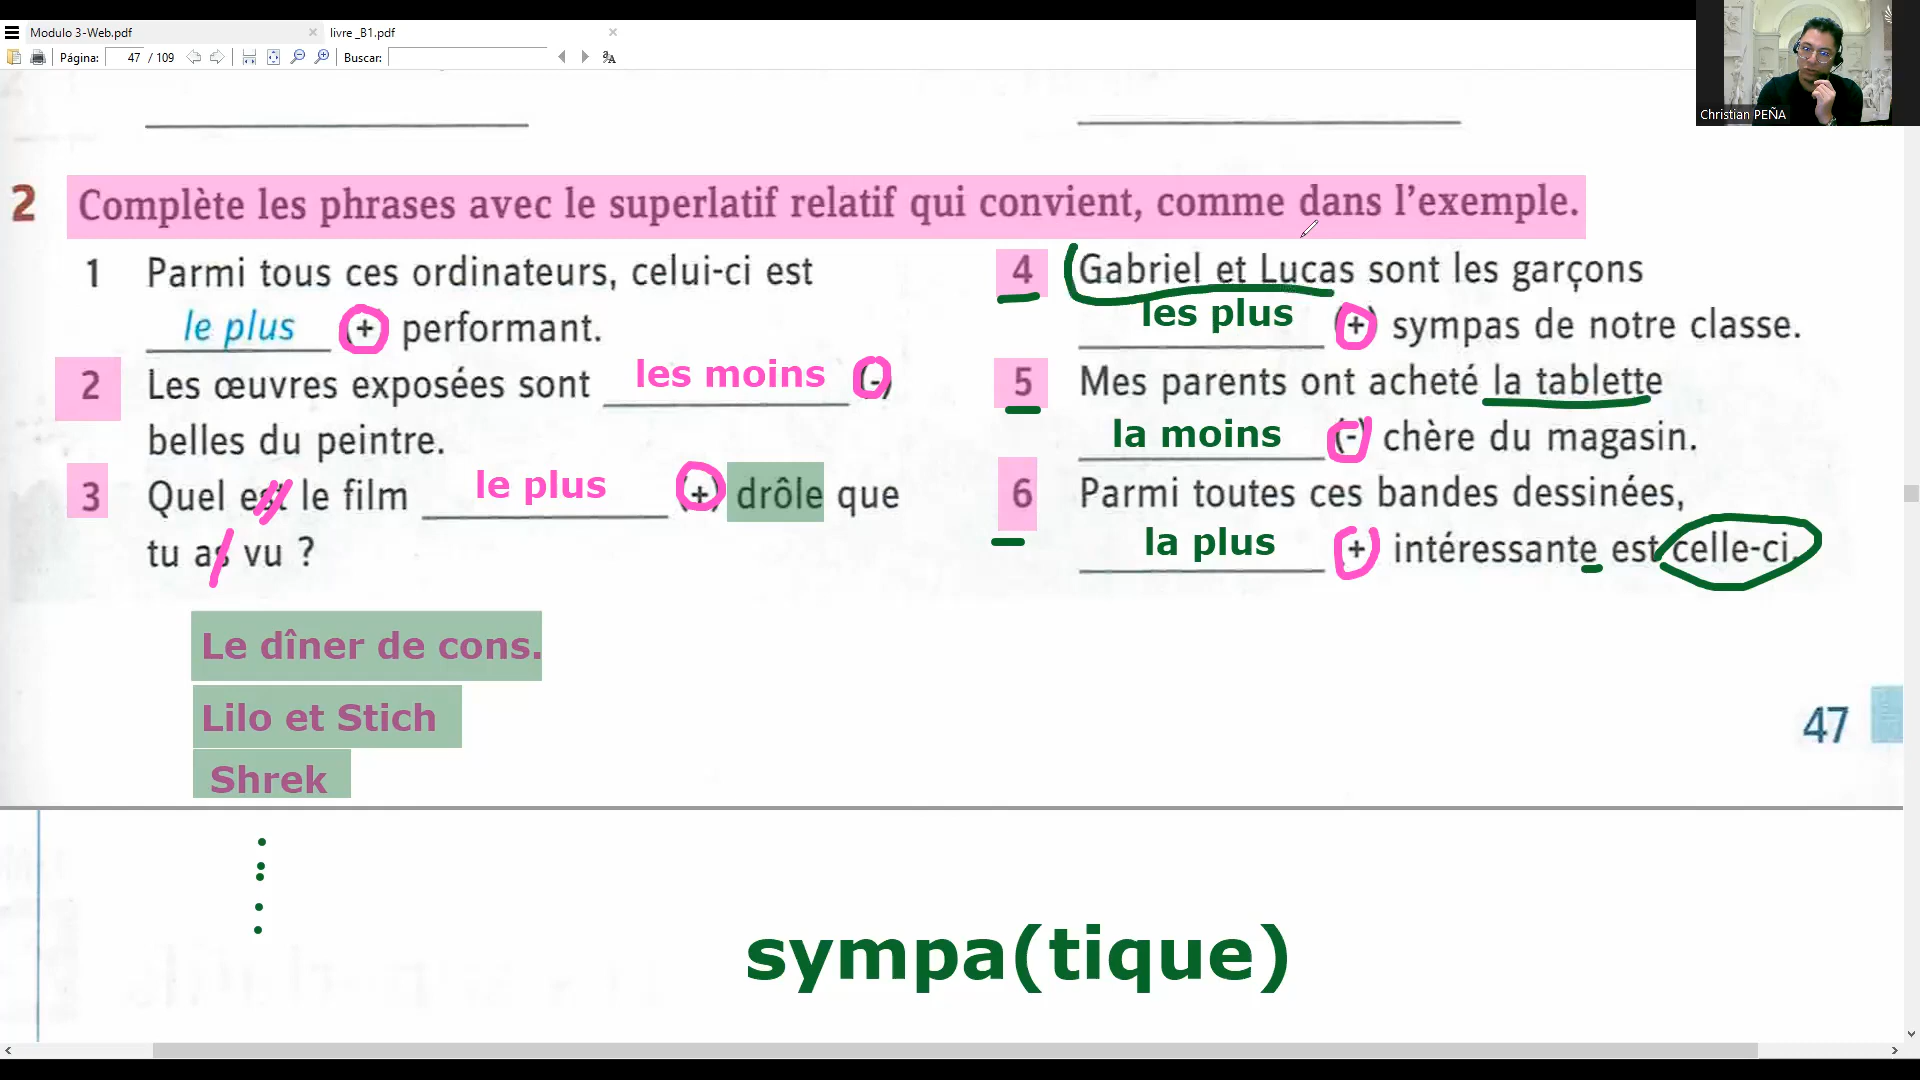 Modulo 3-Web.pdf
livre _B1.pdf
Página: 47 / 109
Buscar:
Christian PEÑA
2 Complète les phrases avec le superlatif relatif qui convient, comme dans l'exemple.
1 Parmi tous ces ordinateurs, celui-ci est
le plus (+) performant.
2 Les œuvres exposées sont les moins (-)
belles du peintre.
3 Quel est le film le plus (+) drôle que
tu as vu ?
4 Gabriel et Lucas sont les garçons
les plus (+) sympas de notre classe.
5 Mes parents ont acheté la tablette
la moins (-) chère du magasin.
6 Parmi toutes ces bandes dessinées,
la plus (+) intéressante est celle-ci.
Le dîner de cons.
Lilo et Stich
Shrek
47
sympa(tique)